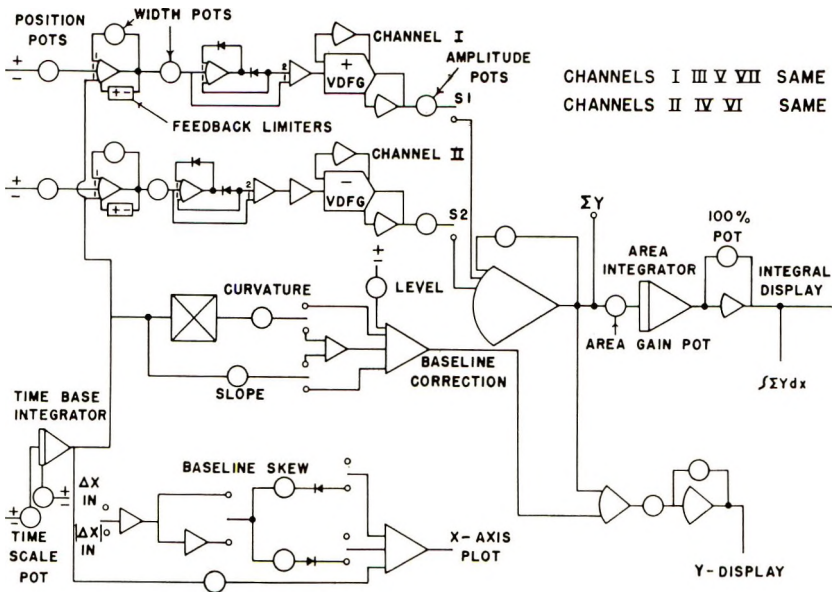 POSITION POTS
WIDTH POTS
CHANNEL I
AMPLITUDE POTS
+
VDFG
S1
1
2
+ -
FEEDBACK LIMITERS
CHANNELS I III V VII SAME
CHANNELS II IV VI SAME
CHANNEL II
-
VDFG
S2
1
2
+ -
ΣY
100% POT
AREA INTEGRATOR
INTEGRAL DISPLAY
AREA GAIN POT
∫ΣYdx
CURVATURE
LEVEL
BASELINE CORRECTION
SLOPE
TIME BASE INTEGRATOR
ΔX IN
|ΔX| IN
TIME SCALE POT
BASELINE SKEW
X-AXIS PLOT
Y-DISPLAY